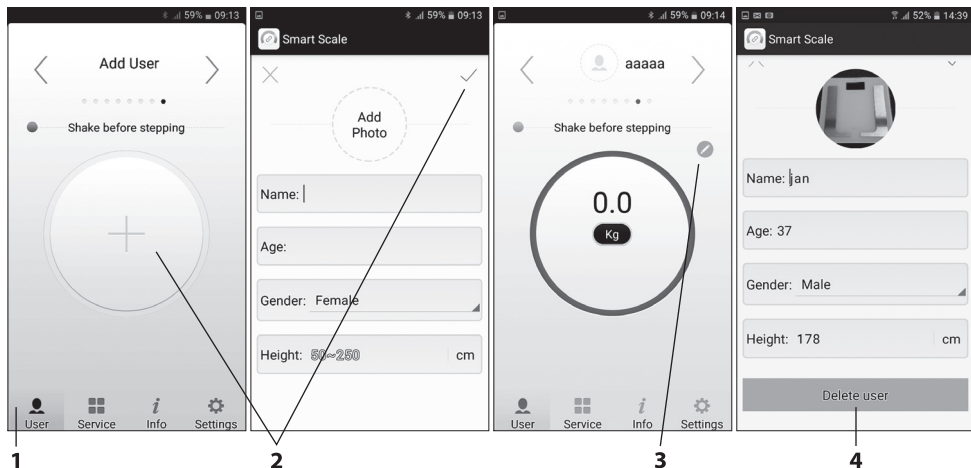 59% 09:13
Add User
Shake before stepping
User Service Info Settings
59% 09:13
Smart Scale
Add
Photo
Name:
Age:
Gender: Female
Height: 50~250 cm
59% 09:14
aaaaa
Shake before stepping
0.0
Kg
User Service Info Settings
52% 14:39
Smart Scale
Name: jan
Age: 37
Gender: Male
Height: 178 cm
Delete user
1 2 3 4